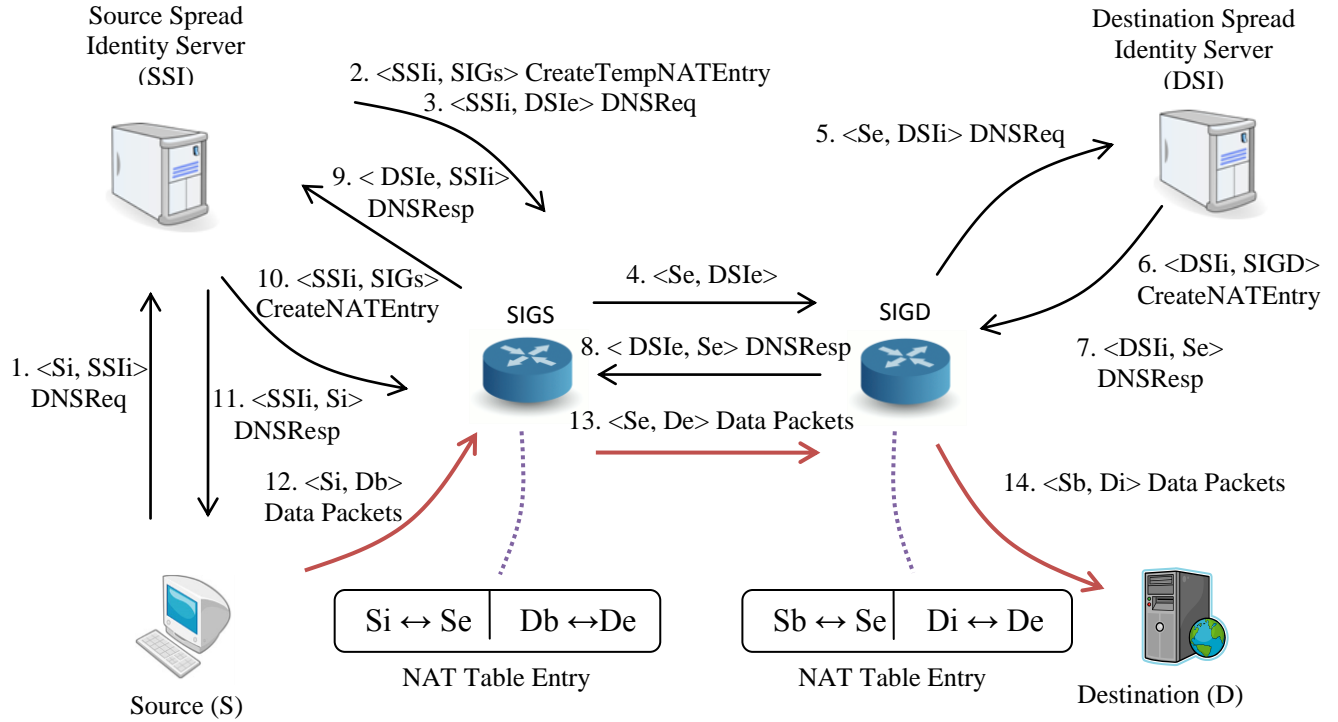 Source Spread
Identity Server
(SSI)
Destination Spread
Identity Server
(DSI)
2. <SSIi, SIGs> CreateTempNATEntry
3. <SSIi, DSIe> DNSReq
5. <Se, DSIi> DNSReq
9. < DSIe, SSIi>
DNSResp
10. <SSIi, SIGs>
CreateNATEntry
4. <Se, DSIe>
6. <DSIi, SIGD>
CreateNATEntry
SIGS
SIGD
8. < DSIe, Se> DNSResp
7. <DSIi, Se>
DNSResp
1. <Si, SSIi>
DNSReq
11. <SSIi, Si>
DNSResp
13. <Se, De> Data Packets
12. <Si, Db>
Data Packets
14. <Sb, Di> Data Packets
Si ↔ Se Db ↔De
Sb ↔ Se Di ↔ De
NAT Table Entry
NAT Table Entry
Source (S)
Destination (D)